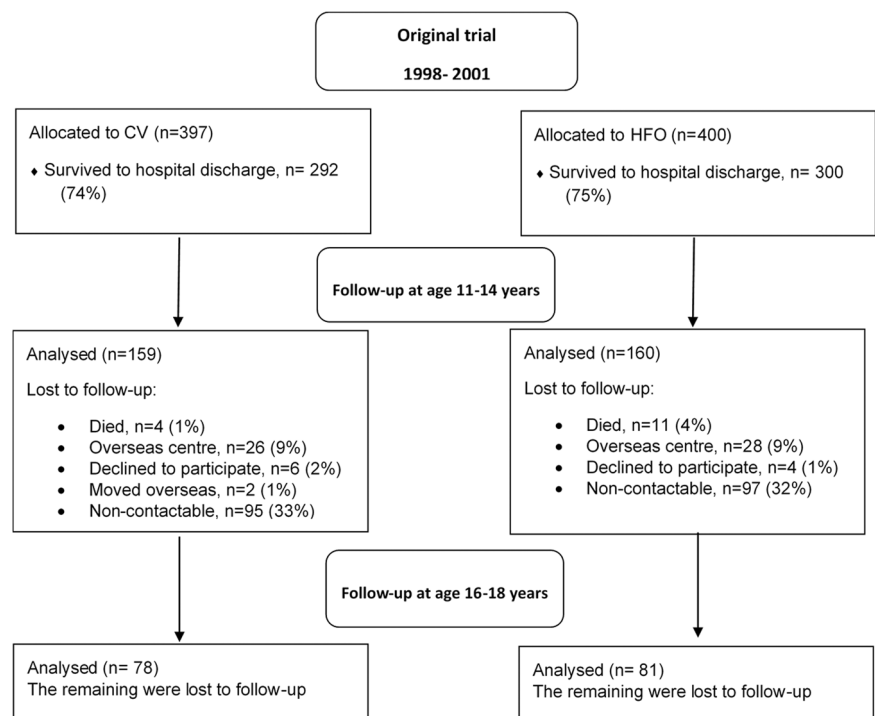 Original trial
1998- 2001
Allocated to CV (n=397)
♦ Survived to hospital discharge, n= 292
(74%)
Allocated to HFO (n=400)
♦ Survived to hospital discharge, n= 300
(75%)
Follow-up at age 11-14 years
Analysed (n=159)
Lost to follow-up:
• Died, n=4 (1%)
• Overseas centre, n=26 (9%)
• Declined to participate, n=6 (2%)
• Moved overseas, n=2 (1%)
• Non-contactable, n=95 (33%)
Analysed (n=160)
Lost to follow-up:
• Died, n=11 (4%)
• Overseas centre, n=28 (9%)
• Declined to participate, n=4 (1%)
• Non-contactable, n=97 (32%)
Follow-up at age 16-18 years
Analysed (n= 78)
The remaining were lost to follow-up
Analysed (n= 81)
The remaining were lost to follow-up